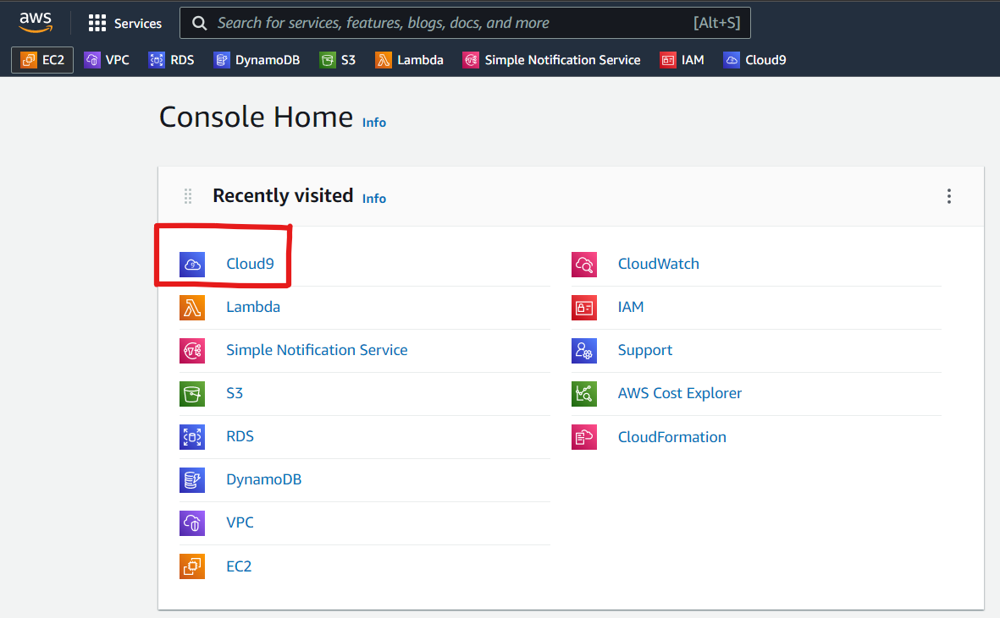 aws
Services
Search for services, features, blogs, docs, and more [Alt+S]
EC2 VPC RDS DynamoDB S3 Lambda Simple Notification Service IAM Cloud9
Console Home Info
Recently visited Info
Cloud9
Lambda
Simple Notification Service
S3
RDS
DynamoDB
VPC
EC2
CloudWatch
IAM
Support
AWS Cost Explorer
CloudFormation